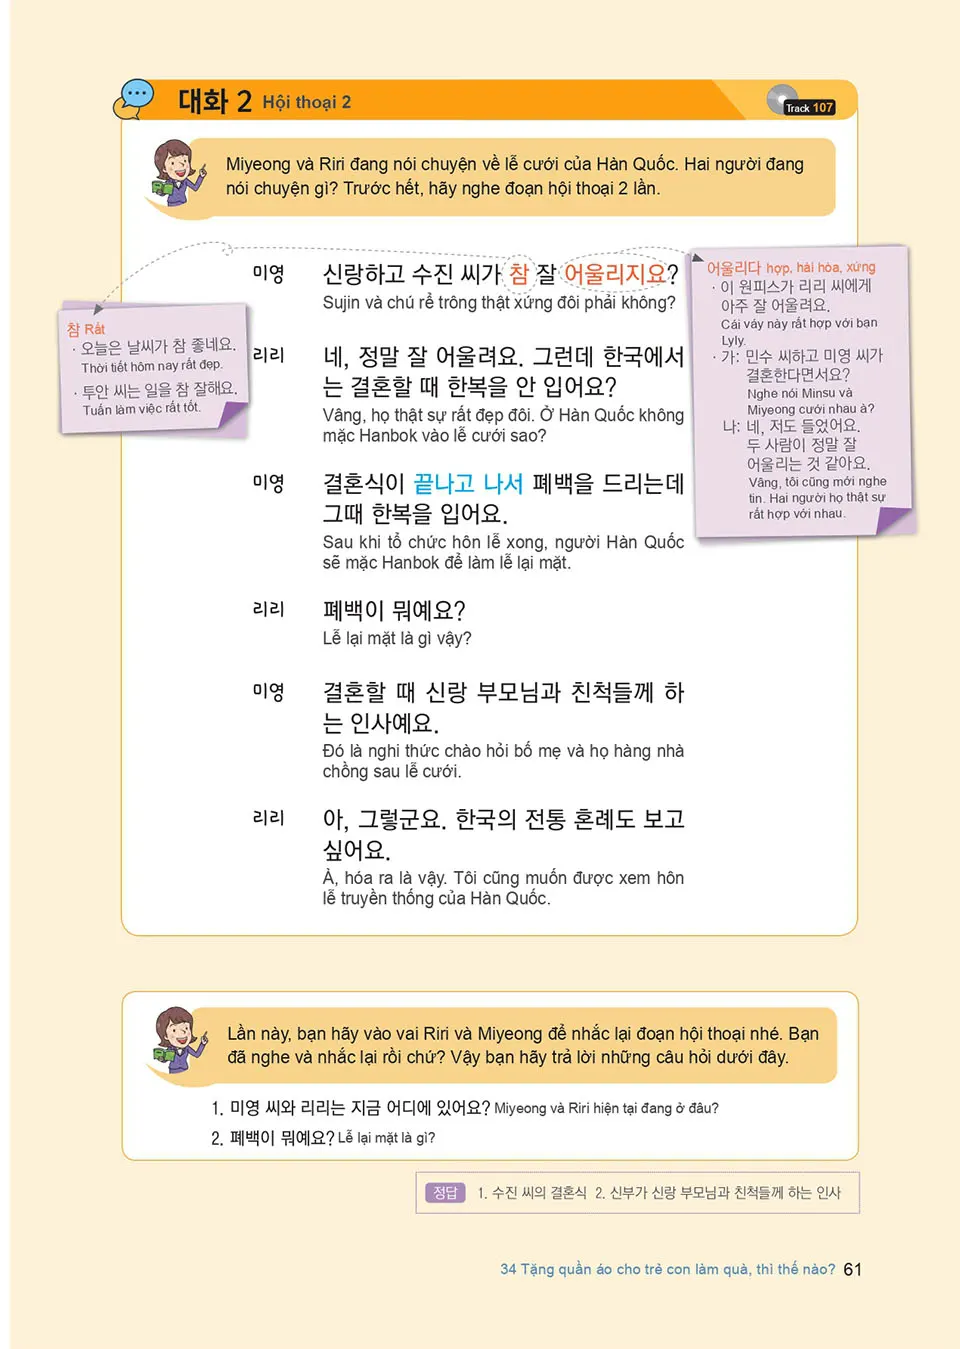 대화 2 Hội thoại 2
Track 107
Miyeong và Riri đang nói chuyện về lễ cưới của Hàn Quốc. Hai người đang
nói chuyện gì? Trước hết, hãy nghe đoạn hội thoại 2 lần.
미영 신랑하고 수진 씨가 참 잘 어울리지요?
Sujin và chú rể trông thật xứng đôi phải không?
리리 네, 정말 잘 어울려요. 그런데 한국에서
는 결혼할 때 한복을 안 입어요?
Vâng, họ thật sự rất đẹp đôi. Ở Hàn Quốc không
mặc Hanbok vào lễ cưới sao?
미영 결혼식이 끝나고 나서 폐백을 드리는데
그때 한복을 입어요.
Sau khi tổ chức hôn lễ xong, người Hàn Quốc
sẽ mặc Hanbok để làm lễ lại mặt.
리리 폐백이 뭐예요?
Lễ lại mặt là gì vậy?
미영 결혼할 때 신랑 부모님과 친척들께 하
는 인사예요.
Đó là nghi thức chào hỏi bố mẹ và họ hàng nhà
chồng sau lễ cưới.
리리 아, 그렇군요. 한국의 전통 혼례도 보고
싶어요.
À, hóa ra là vậy. Tôi cũng muốn được xem hôn
lễ truyền thống của Hàn Quốc.
참 Rất
· 오늘은 날씨가 참 좋네요.
Thời tiết hôm nay rất đẹp.
· 투안 씨는 일을 참 잘해요.
Tuấn làm việc rất tốt.
어울리다 hợp, hài hòa, xứng
· 이 원피스가 리리 씨에게
아주 잘 어울려요.
Cái váy này rất hợp với bạn
Lyly.
· 가: 민수 씨하고 미영 씨가
결혼한다면서요?
Nghe nói Minsu và
Miyeong cưới nhau à?
나: 네, 저도 들었어요.
두 사람이 정말 잘
어울리는 것 같아요.
Vâng, tôi cũng mới nghe
tin. Hai người họ thật sự
rất hợp với nhau.
Lần này, bạn hãy vào vai Riri và Miyeong để nhắc lại đoạn hội thoại nhé. Bạn
đã nghe và nhắc lại rồi chứ? Vậy bạn hãy trả lời những câu hỏi dưới đây.
1. 미영 씨와 리리는 지금 어디에 있어요? Miyeong và Riri hiện tại đang ở đâu?
2. 폐백이 뭐예요? Lễ lại mặt là gì?
정답 1. 수진 씨의 결혼식 2. 신부가 신랑 부모님과 친척들께 하는 인사
34 Tặng quần áo cho trẻ con làm quà, thì thế nào? 61